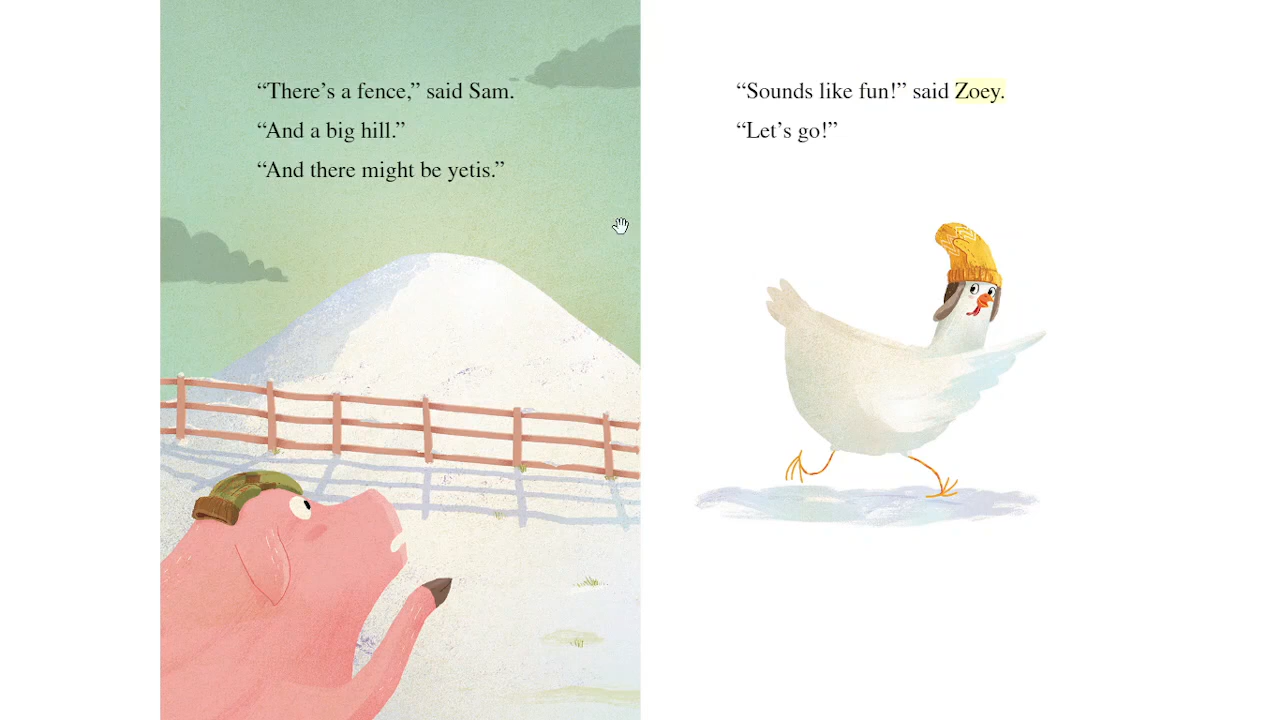 “There’s a fence,” said Sam.
“And a big hill.”
“And there might be yetis.”
“Sounds like fun!” said Zoey.
“Let’s go!”